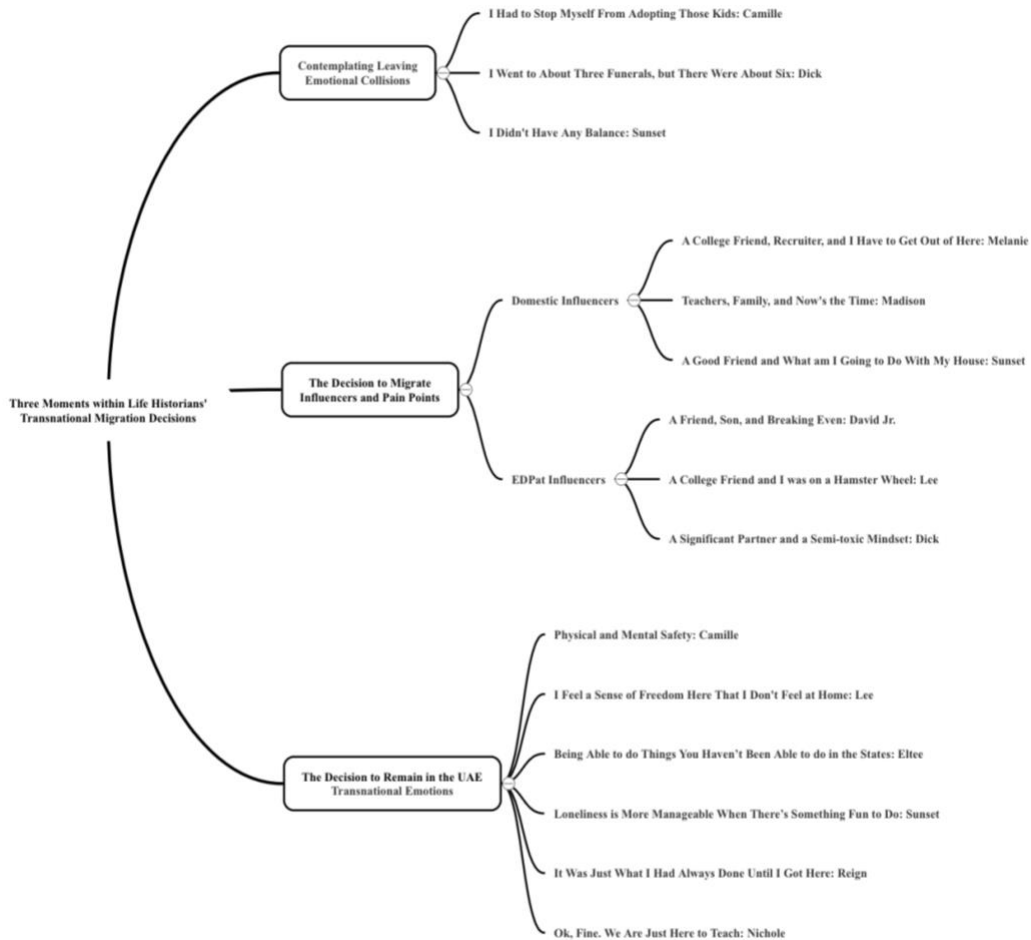 Three Moments within Life Historians'
Transnational Migration Decisions
Contemplating Leaving
Emotional Collisions
I Had to Stop Myself From Adopting Those Kids: Camille
I Went to About Three Funerals, but There Were About Six: Dick
I Didn't Have Any Balance: Sunset
The Decision to Migrate
Influencers and Pain Points
Domestic Influencers
A College Friend, Recruiter, and I Have to Get Out of Here: Melanie
Teachers, Family, and Now's the Time: Madison
A Good Friend and What am I Going to Do With My House: Sunset
EDPat Influencers
A Friend, Son, and Breaking Even: David Jr.
A College Friend and I was on a Hamster Wheel: Lee
A Significant Partner and a Semi-toxic Mindset: Dick
The Decision to Remain in the UAE
Transnational Emotions
Physical and Mental Safety: Camille
I Feel a Sense of Freedom Here That I Don't Feel at Home: Lee
Being Able to do Things You Haven't Been Able to do in the States: Eltee
Loneliness is More Manageable When There's Something Fun to Do: Sunset
It Was Just What I Had Always Done Until I Got Here: Reign
Ok, Fine. We Are Just Here to Teach: Nichole